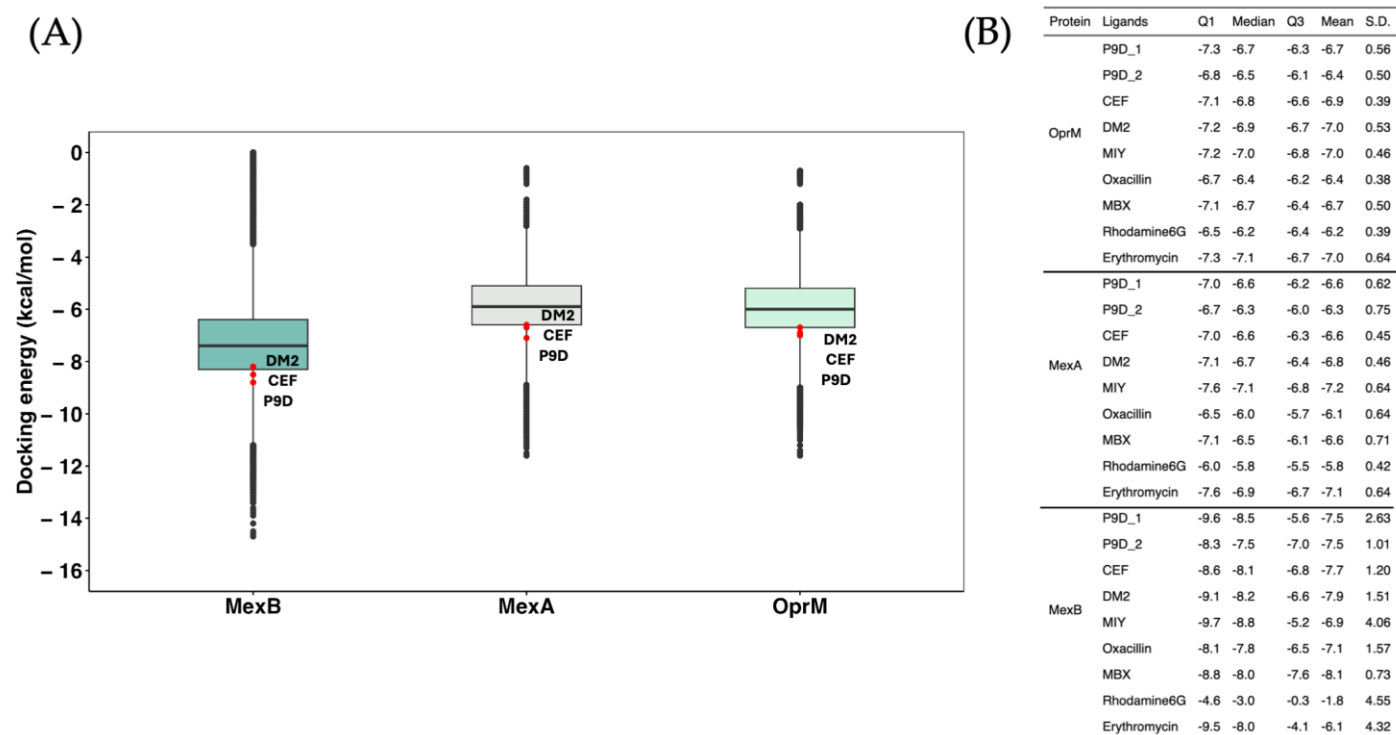 (A)
Docking energy (kcal/mol)
0
– 2
– 4
– 6
– 8
– 10
– 12
– 14
– 16
DM2
CEF
P9D
DM2
CEF
P9D
DM2
CEF
P9D
MexB MexA OprM
(B)
Protein Ligands Q1 Median Q3 Mean S.D.
OprM
P9D_1 -7.3 -6.7 -6.3 -6.7 0.56
P9D_2 -6.8 -6.5 -6.1 -6.4 0.50
CEF -7.1 -6.8 -6.6 -6.9 0.39
DM2 -7.2 -6.9 -6.7 -7.0 0.53
MIY -7.2 -7.0 -6.8 -7.0 0.46
Oxacillin -6.7 -6.4 -6.2 -6.4 0.38
MBX -7.1 -6.7 -6.4 -6.7 0.50
Rhodamine6G -6.5 -6.2 -6.4 -6.2 0.39
Erythromycin -7.3 -7.1 -6.7 -7.0 0.64
MexA
P9D_1 -7.0 -6.6 -6.2 -6.6 0.62
P9D_2 -6.7 -6.3 -6.0 -6.3 0.75
CEF -7.0 -6.6 -6.3 -6.6 0.45
DM2 -7.1 -6.7 -6.4 -6.8 0.46
MIY -7.6 -7.1 -6.8 -7.2 0.64
Oxacillin -6.5 -6.0 -5.7 -6.1 0.64
MBX -7.1 -6.5 -6.1 -6.6 0.71
Rhodamine6G -6.0 -5.8 -5.5 -5.8 0.42
Erythromycin -7.6 -6.9 -6.7 -7.1 0.64
MexB
P9D_1 -9.6 -8.5 -5.6 -7.5 2.63
P9D_2 -8.3 -7.5 -7.0 -7.5 1.01
CEF -8.6 -8.1 -6.8 -7.7 1.20
DM2 -9.1 -8.2 -6.6 -7.9 1.51
MIY -9.7 -8.8 -5.2 -6.9 4.06
Oxacillin -8.1 -7.8 -6.5 -7.1 1.57
MBX -8.8 -8.0 -7.6 -8.1 0.73
Rhodamine6G -4.6 -3.0 -0.3 -1.8 4.55
Erythromycin -9.5 -8.0 -4.1 -6.1 4.32